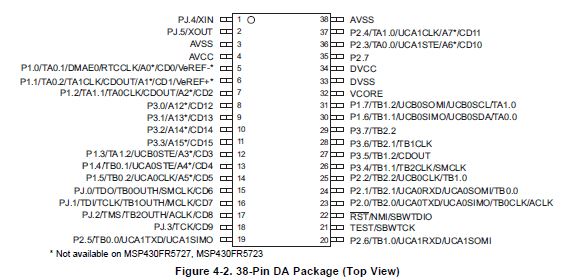 PJ.4/XIN 1 38 AVSS
PJ.5/XOUT 2 37 P2.4/TA1.0/UCA1CLK/A7*/CD11
AVSS 3 36 P2.3/TA0.0/UCA1STE/A6*/CD10
AVCC 4 35 P2.7
P1.0/TA0.1/DMAE0/RTCCLK/A0*/CD0/VeREF-* 5 34 DVCC
P1.1/TA0.2/TA1CLK/CDOUT/A1*/CD1/VeREF+* 6 33 DVSS
P1.2/TA1.1/TA0CLK/CDOUT/A2*/CD2 7 32 VCORE
P3.0/A12*/CD12 8 31 P1.7/TB1.2/UCB0SOMI/UCB0SCL/TA1.0
P3.1/A13*/CD13 9 30 P1.6/TB1.1/UCB0SIMO/UCB0SDA/TA0.0
P3.2/A14*/CD14 10 29 P3.7/TB2.2
P3.3/A15*/CD15 11 28 P3.6/TB2.1/TB1CLK
P1.3/TA1.2/UCB0STE/A3*/CD3 12 27 P3.5/TB1.2/CDOUT
P1.4/TB0.1/UCA0STE/A4*/CD4 13 26 P3.4/TB1.1/TB2CLK/SMCLK
P1.5/TB0.2/UCA0CLK/A5*/CD5 14 25 P2.2/TB2.2/UCB0CLK/TB1.0
PJ.0/TDO/TB0OUTH/SMCLK/CD6 15 24 P2.1/TB2.1/UCA0RXD/UCA0SOMI/TB0.0
PJ.1/TDI/TCLK/TB1OUTH/MCLK/CD7 16 23 P2.0/TB2.0/UCA0TXD/UCA0SIMO/TB0CLK/ACLK
PJ.2/TMS/TB2OUTH/ACLK/CD8 17 22 RST/NMI/SBWTDIO
PJ.3/TCK/CD9 18 21 TEST/SBWTCK
P2.5/TB0.0/UCA1TXD/UCA1SIMO 19 20 P2.6/TB1.0/UCA1RXD/UCA1SOMI
* Not available on MSP430FR5727, MSP430FR5723
Figure 4-2. 38-Pin DA Package (Top View)